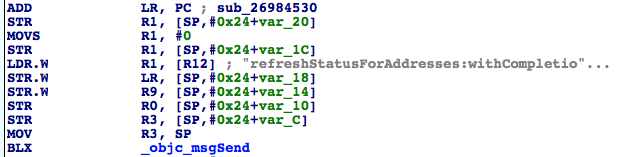 ADD LR, PC ; sub_26984530
STR R1, [SP,#0x24+var_20]
MOVS R1, #0
STR R1, [SP,#0x24+var_1C]
LDR.W R1, [R12] ; "refreshStatusForAddresses:withCompletio"...
STR.W LR, [SP,#0x24+var_18]
STR.W R9, [SP,#0x24+var_14]
STR R0, [SP,#0x24+var_10]
STR R3, [SP,#0x24+var_C]
MOV R3, SP
BLX _objc_msgSend